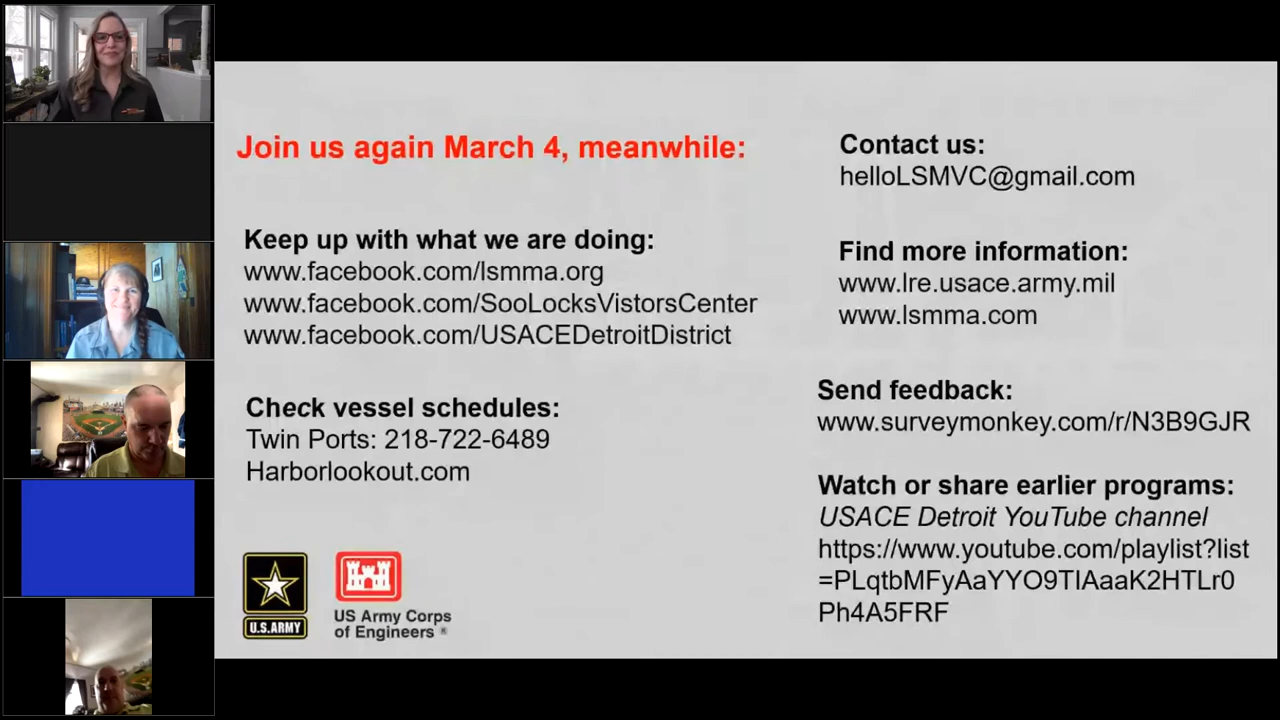 Join us again March 4, meanwhile:
Keep up with what we are doing:
www.facebook.com/lsmma.org
www.facebook.com/SooLocksVistorsCenter
www.facebook.com/USACEDetroitDistrict
Check vessel schedules:
Twin Ports: 218-722-6489
Harborlookout.com
U.S.ARMY
US Army Corps
of Engineers ®
Contact us:
helloLSMVC@gmail.com
Find more information:
www.lre.usace.army.mil
www.lsmma.com
Send feedback:
www.surveymonkey.com/r/N3B9GJR
Watch or share earlier programs:
USACE Detroit YouTube channel
https://www.youtube.com/playlist?list
=PLqtbMFyAaYYO9TIAaaK2HTLr0
Ph4A5FRF